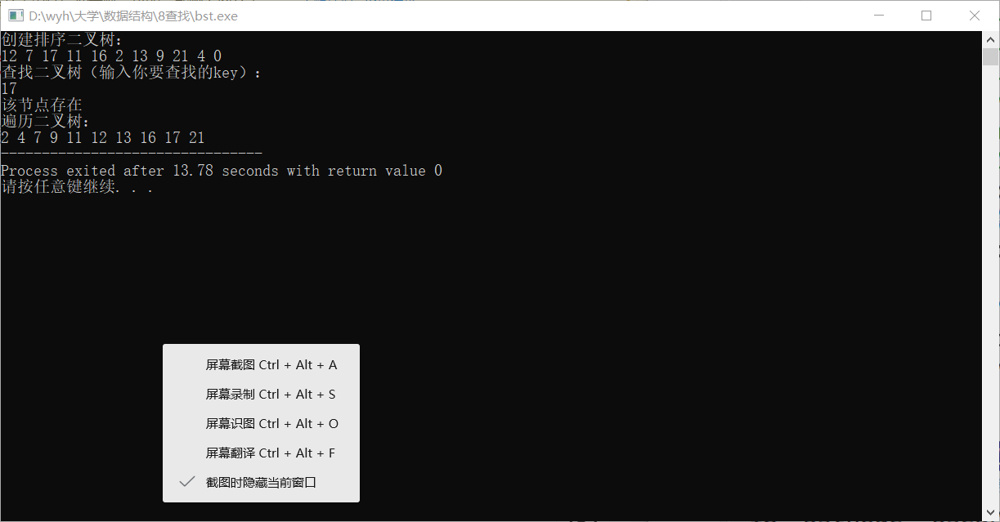 D:\wyh\大学\数据结构\8查找\bst.exe
创建排序二叉树：
12 7 17 11 16 2 13 9 21 4 0
查找二叉树（输入你要查找的key）：
17
该节点存在
遍历二叉树：
2 4 7 9 11 12 13 16 17 21
--------------------------------
Process exited after 13.78 seconds with return value 0
请按任意键继续. . .
屏幕截图 Ctrl + Alt + A
屏幕录制 Ctrl + Alt + S
屏幕识图 Ctrl + Alt + O
屏幕翻译 Ctrl + Alt + F
截图时隐藏当前窗口